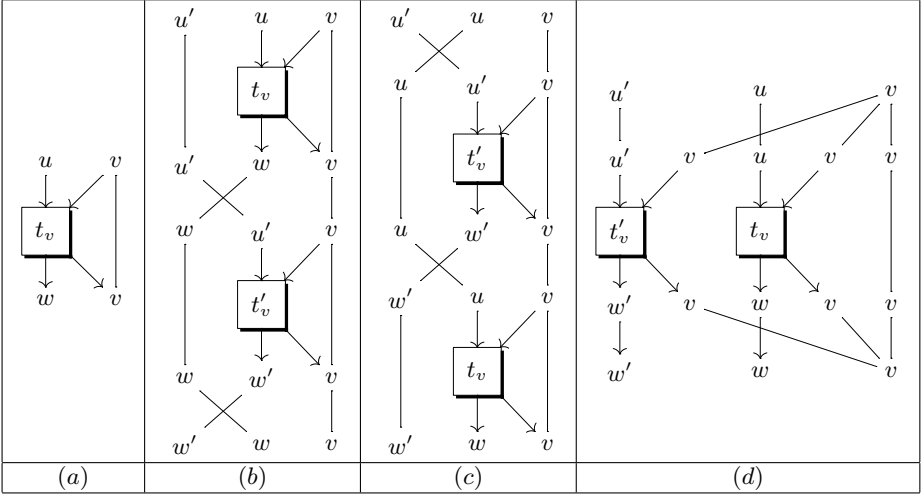 u v
t_v
w v
(a)
u′ u v
t_v
u′ w v
w u′ v
t′_v
w w′ v
w′ w v
(b)
u′ u v
u u′ v
t′_v
u w′ v
w′ u v
t_v
w′ w v
(c)
u′ u v
u′ v u v v
t′_v t_v
w′ v w v v
w′ w v
(d)